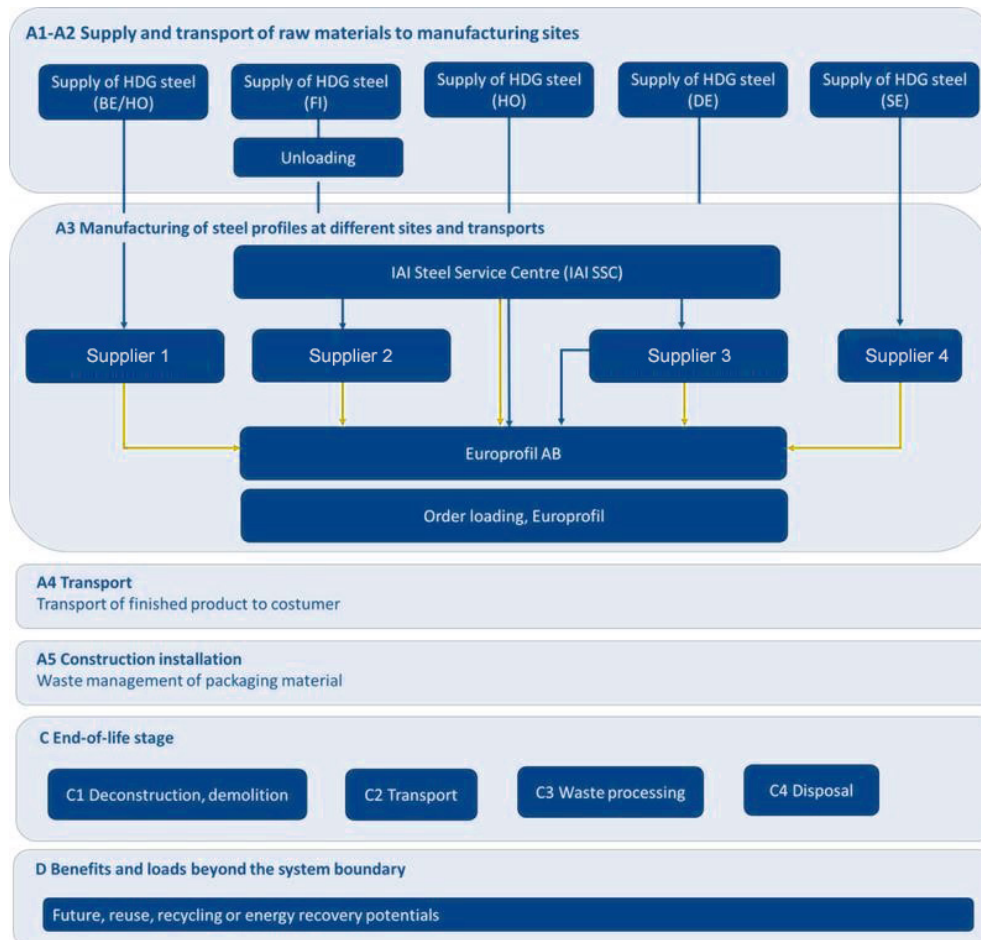 A1-A2 Supply and transport of raw materials to manufacturing sites
Supply of HDG steel
(BE/HO)
Supply of HDG steel
(FI)
Supply of HDG steel
(HO)
Supply of HDG steel
(DE)
Supply of HDG steel
(SE)
Unloading
A3 Manufacturing of steel profiles at different sites and transports
IAI Steel Service Centre (IAI SSC)
Supplier 1
Supplier 2
Supplier 3
Supplier 4
Europrofil AB
Order loading, Europrofil
A4 Transport
Transport of finished product to costumer
A5 Construction installation
Waste management of packaging material
C End-of-life stage
C1 Deconstruction, demolition
C2 Transport
C3 Waste processing
C4 Disposal
D Benefits and loads beyond the system boundary
Future, reuse, recycling or energy recovery potentials